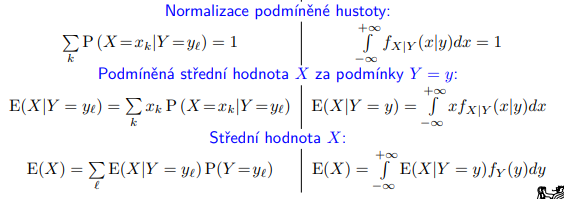 Normalizace podmíněné hustoty:
∑_k P(X=x_k|Y=y_ℓ) = 1 | ∫_{−∞}^{+∞} f_{X|Y}(x|y)dx = 1
Podmíněná střední hodnota X za podmínky Y = y:
E(X|Y = y_ℓ) = ∑_k x_k P(X=x_k|Y=y_ℓ) | E(X|Y = y) = ∫_{−∞}^{+∞} x f_{X|Y}(x|y)dx
Střední hodnota X:
E(X) = ∑_ℓ E(X|Y = y_ℓ) P(Y=y_ℓ) | E(X) = ∫_{−∞}^{+∞} E(X|Y = y)f_Y(y)dy